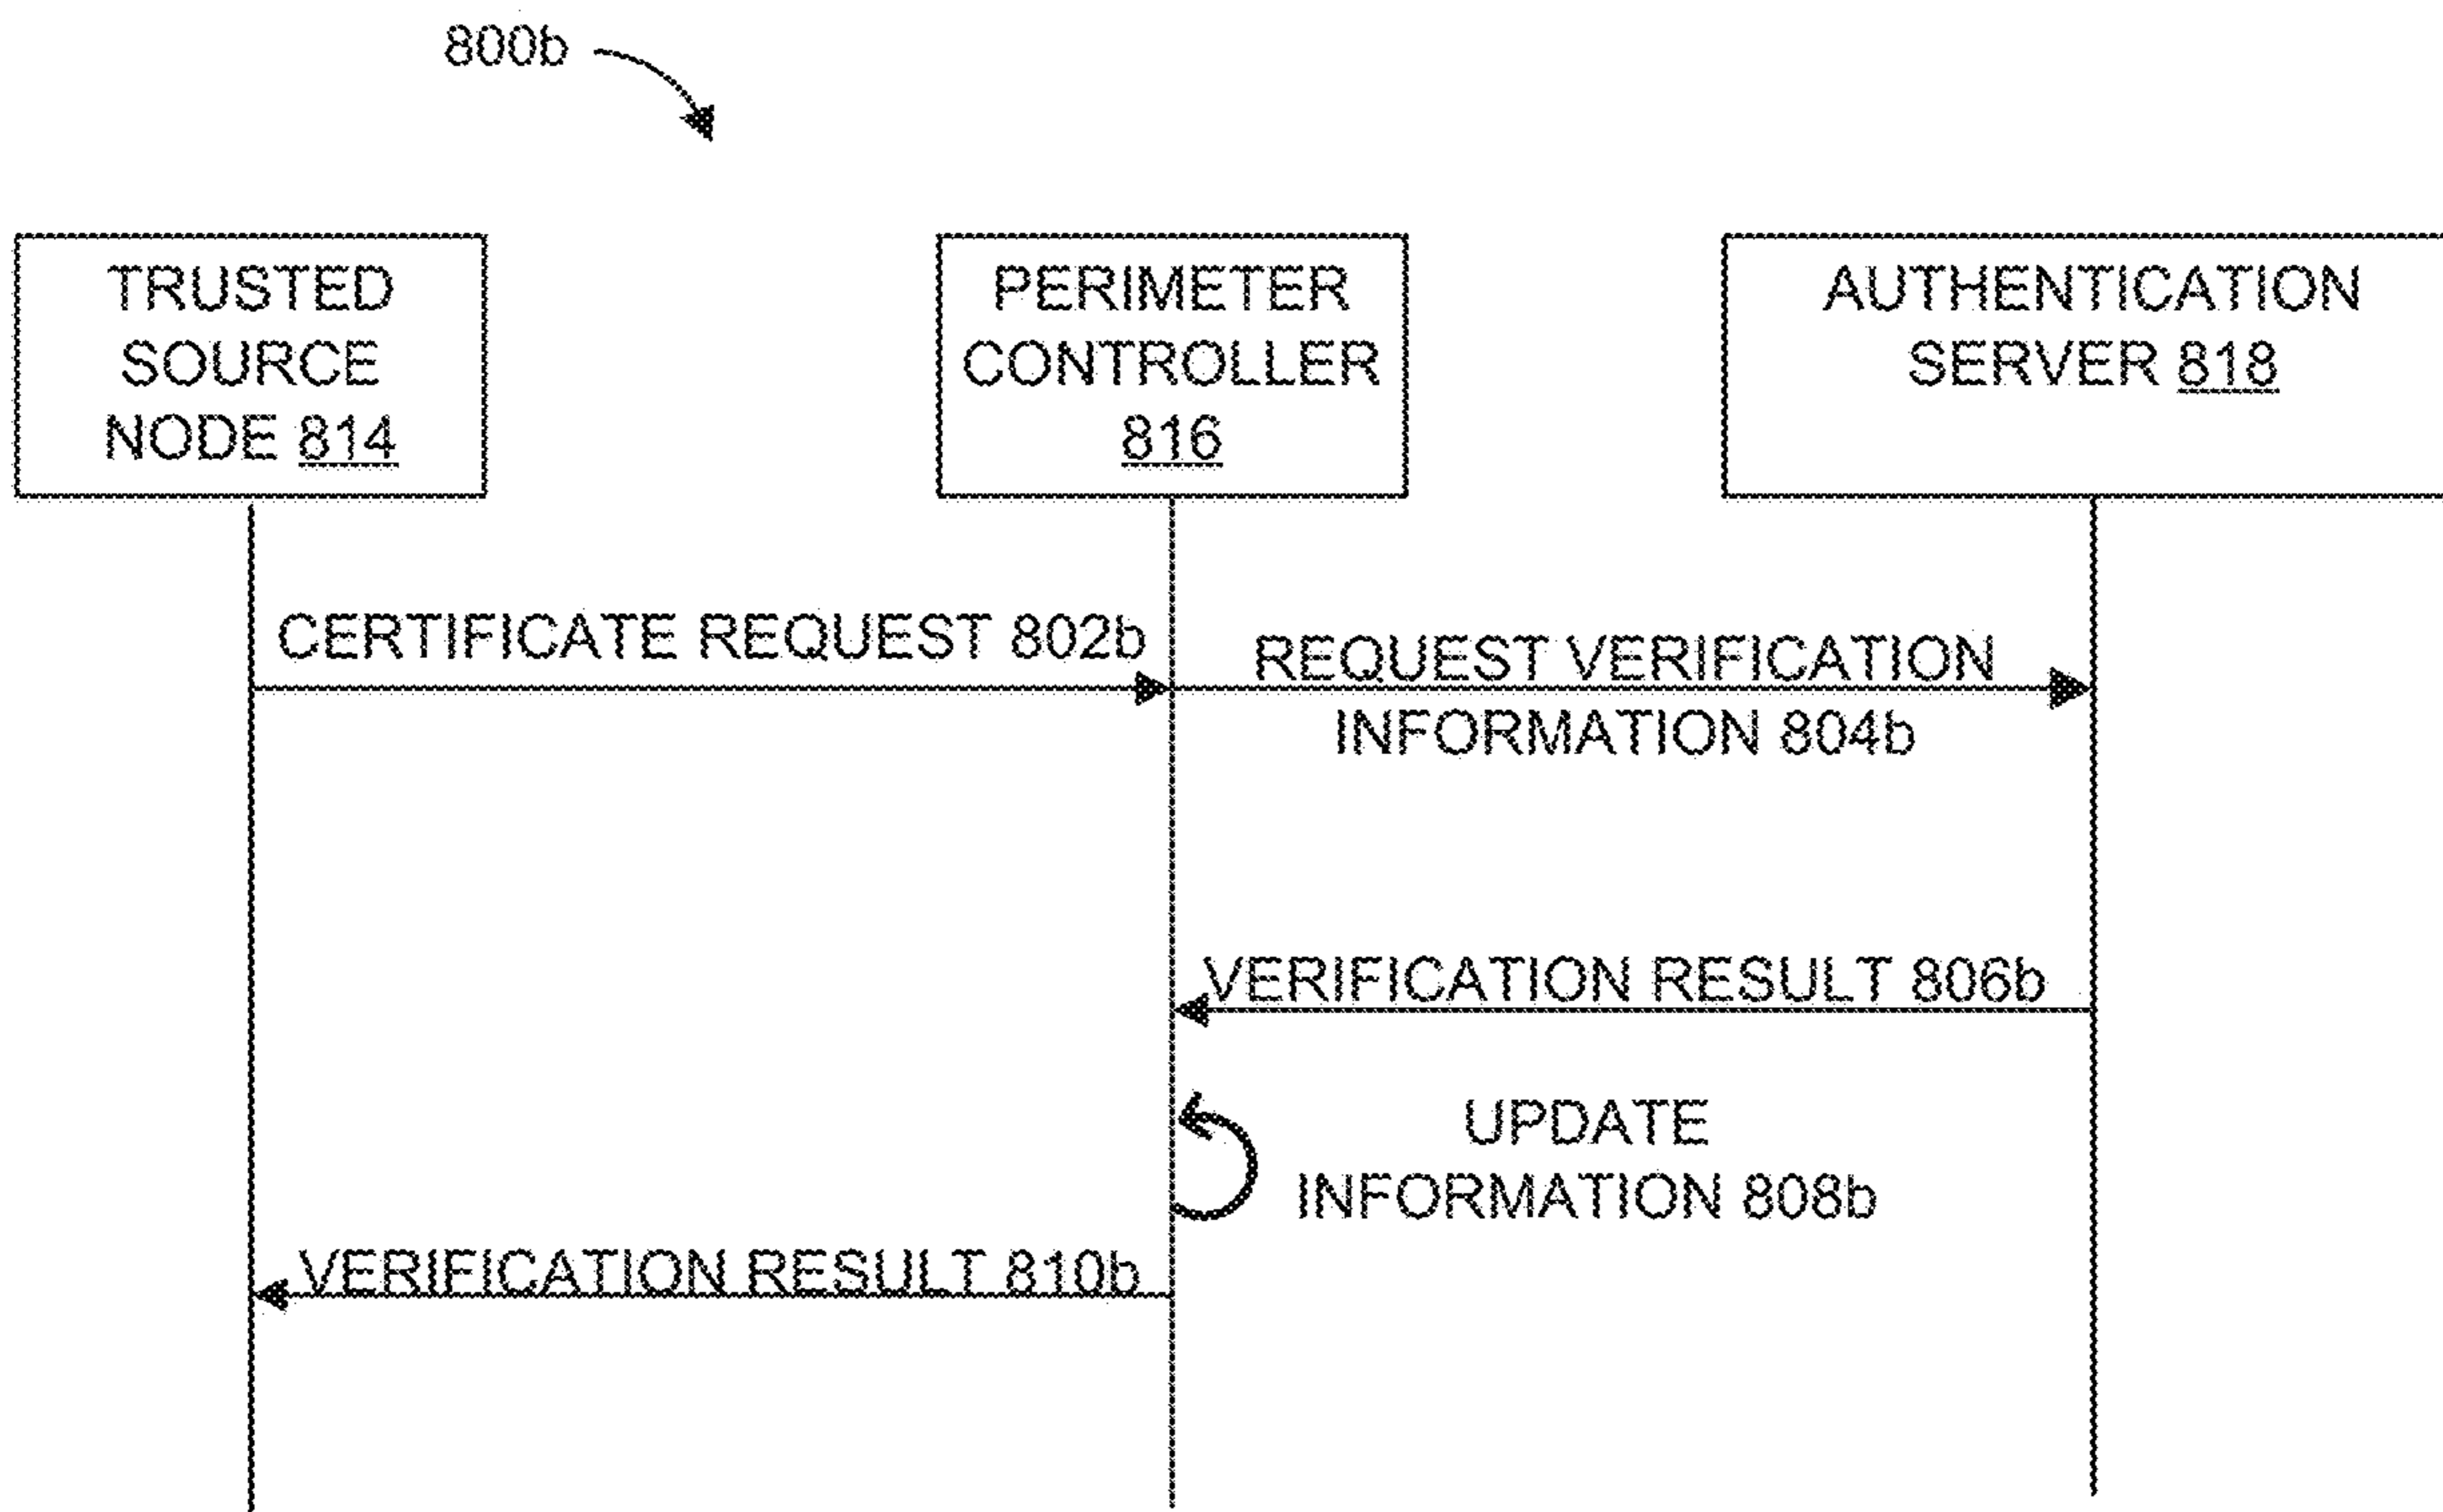 800b
TRUSTED
SOURCE
NODE 814
PERIMETER
CONTROLLER
816
AUTHENTICATION
SERVER 818
CERTIFICATE REQUEST 802b
REQUEST VERIFICATION
INFORMATION 804b
VERIFICATION RESULT 806b
UPDATE
INFORMATION 808b
VERIFICATION RESULT 810b